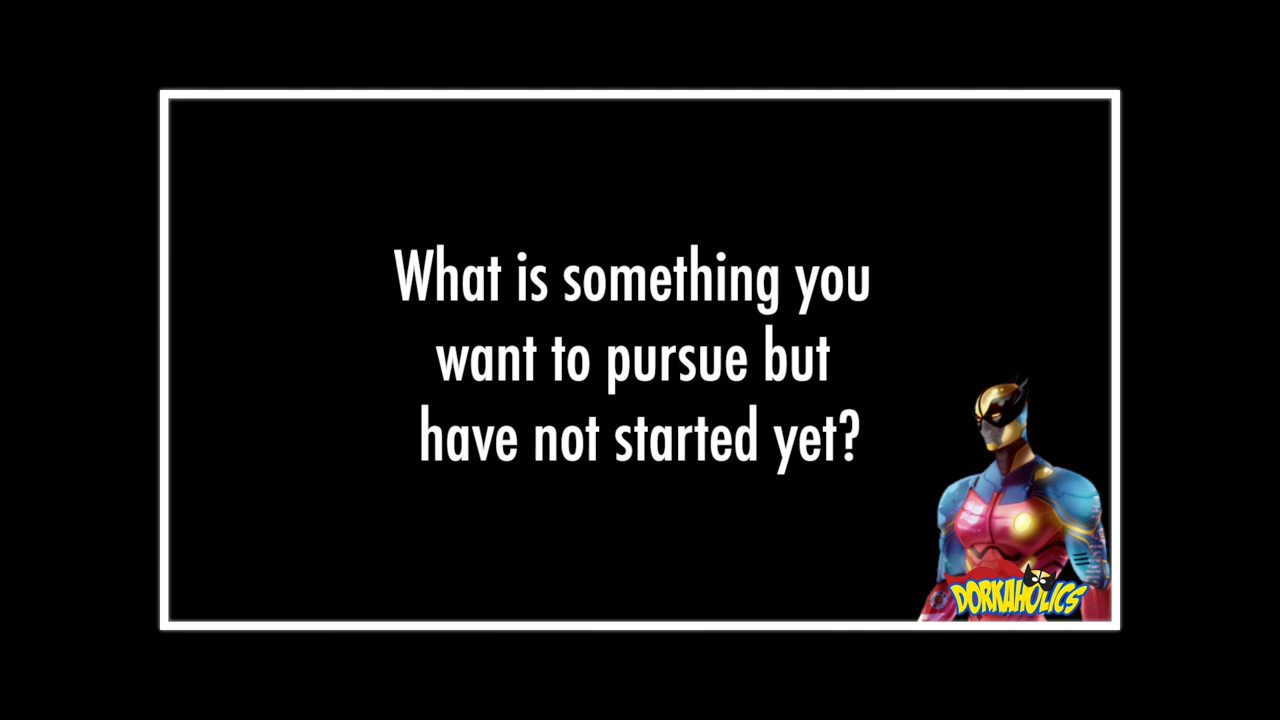 What is something you
want to pursue but
have not started yet?
DORKAHOLICS